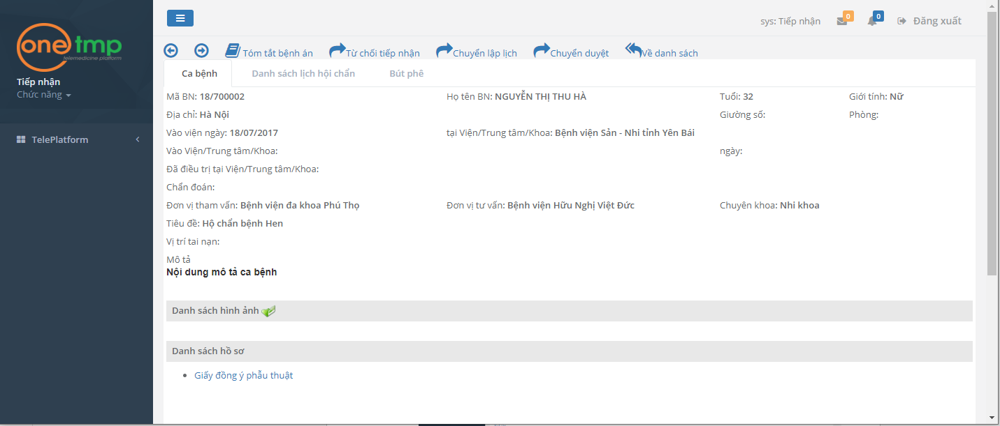 onetmp
telemedicine platform
Tiếp nhận
Chức năng
TelePlatform
sys: Tiếp nhận
0
0
Đăng xuất
Tóm tắt bệnh án
Từ chối tiếp nhận
Chuyển lập lịch
Chuyển duyệt
Về danh sách
Ca bệnh
Danh sách lịch hội chẩn
Bút phê
Mã BN: 18/700002 Họ tên BN: NGUYỄN THỊ THU HÀ Tuổi: 32 Giới tính: Nữ
Địa chỉ: Hà Nội Giường số: Phòng:
Vào viện ngày: 18/07/2017 tại Viện/Trung tâm/Khoa: Bệnh viện Sản - Nhi tỉnh Yên Bái
Vào Viện/Trung tâm/Khoa: ngày:
Đã điều trị tại Viện/Trung tâm/Khoa:
Chẩn đoán:
Đơn vị tham vấn: Bệnh viện đa khoa Phú Thọ Đơn vị tư vấn: Bệnh viện Hữu Nghị Việt Đức Chuyên khoa: Nhi khoa
Tiêu đề: Hộ chẩn bệnh Hen
Vị trí tai nạn:
Mô tả
Nội dung mô tả ca bệnh
Danh sách hình ảnh
Danh sách hồ sơ
Giấy đồng ý phẫu thuật